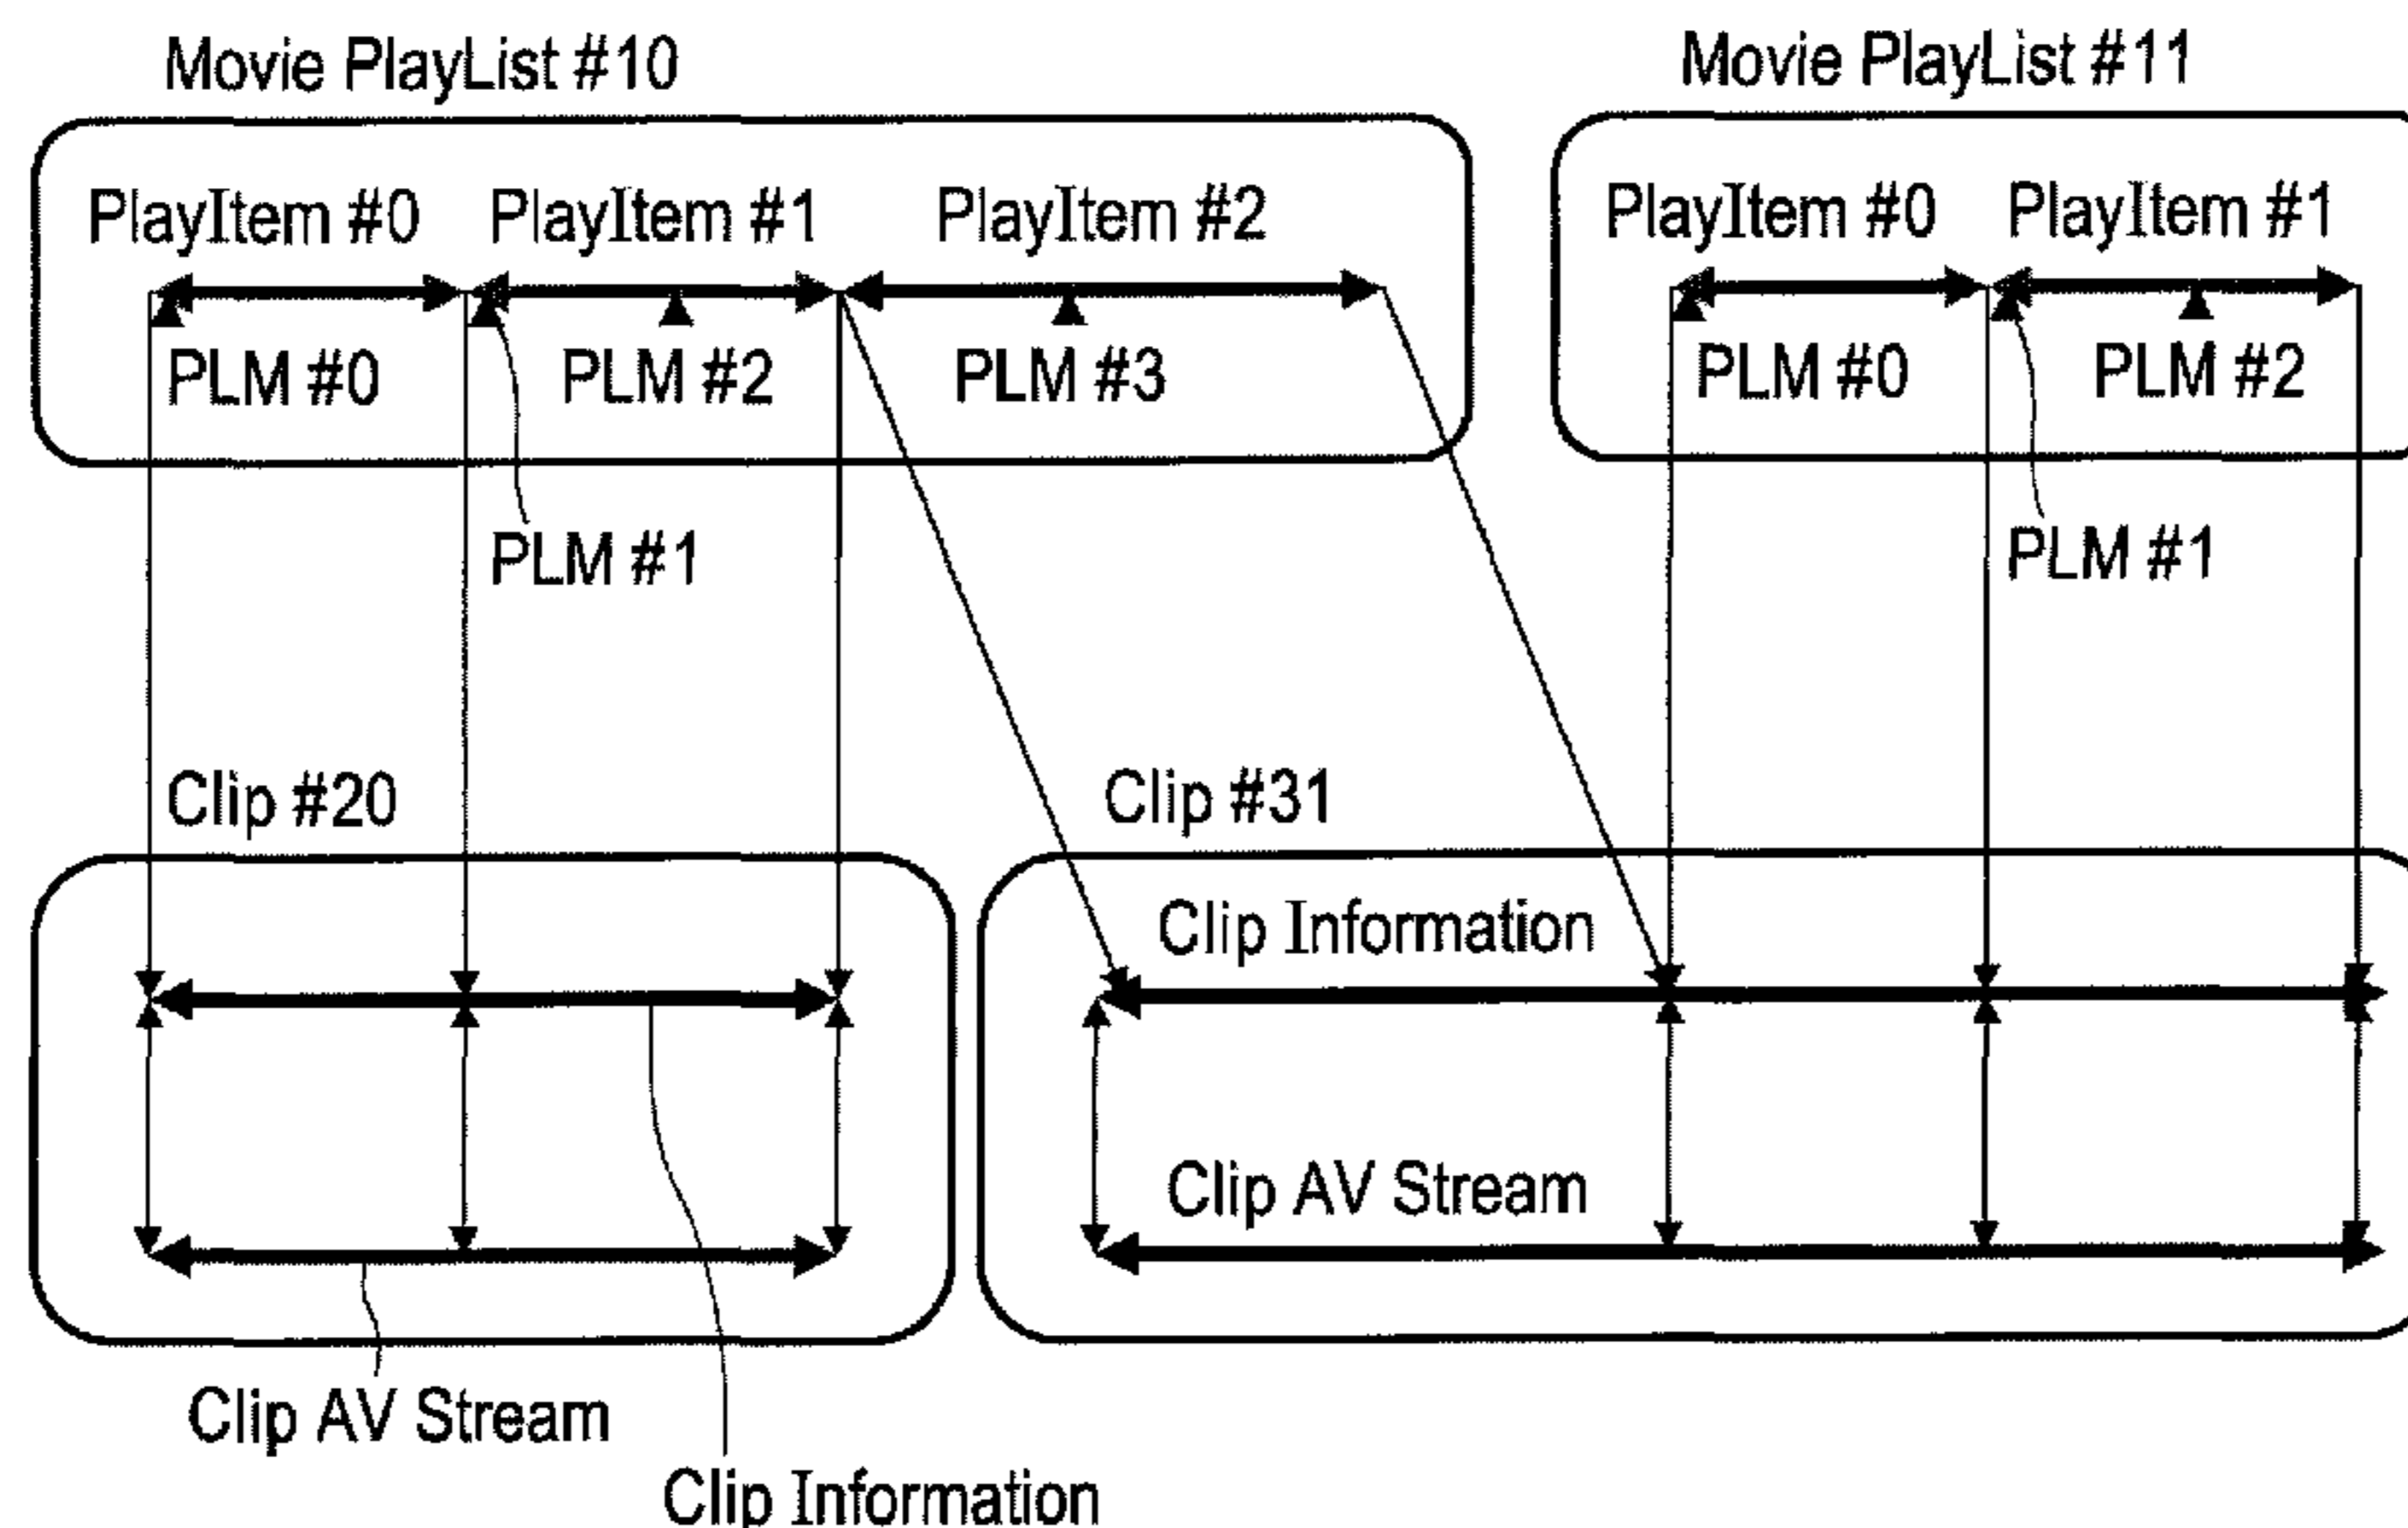 Movie PlayList #10
Movie PlayList #11
PlayItem #0
PlayItem #1
PlayItem #2
PlayItem #0
PlayItem #1
PLM #0
PLM #2
PLM #3
PLM #0
PLM #2
PLM #1
PLM #1
Clip #20
Clip #31
Clip Information
Clip AV Stream
Clip AV Stream
Clip Information